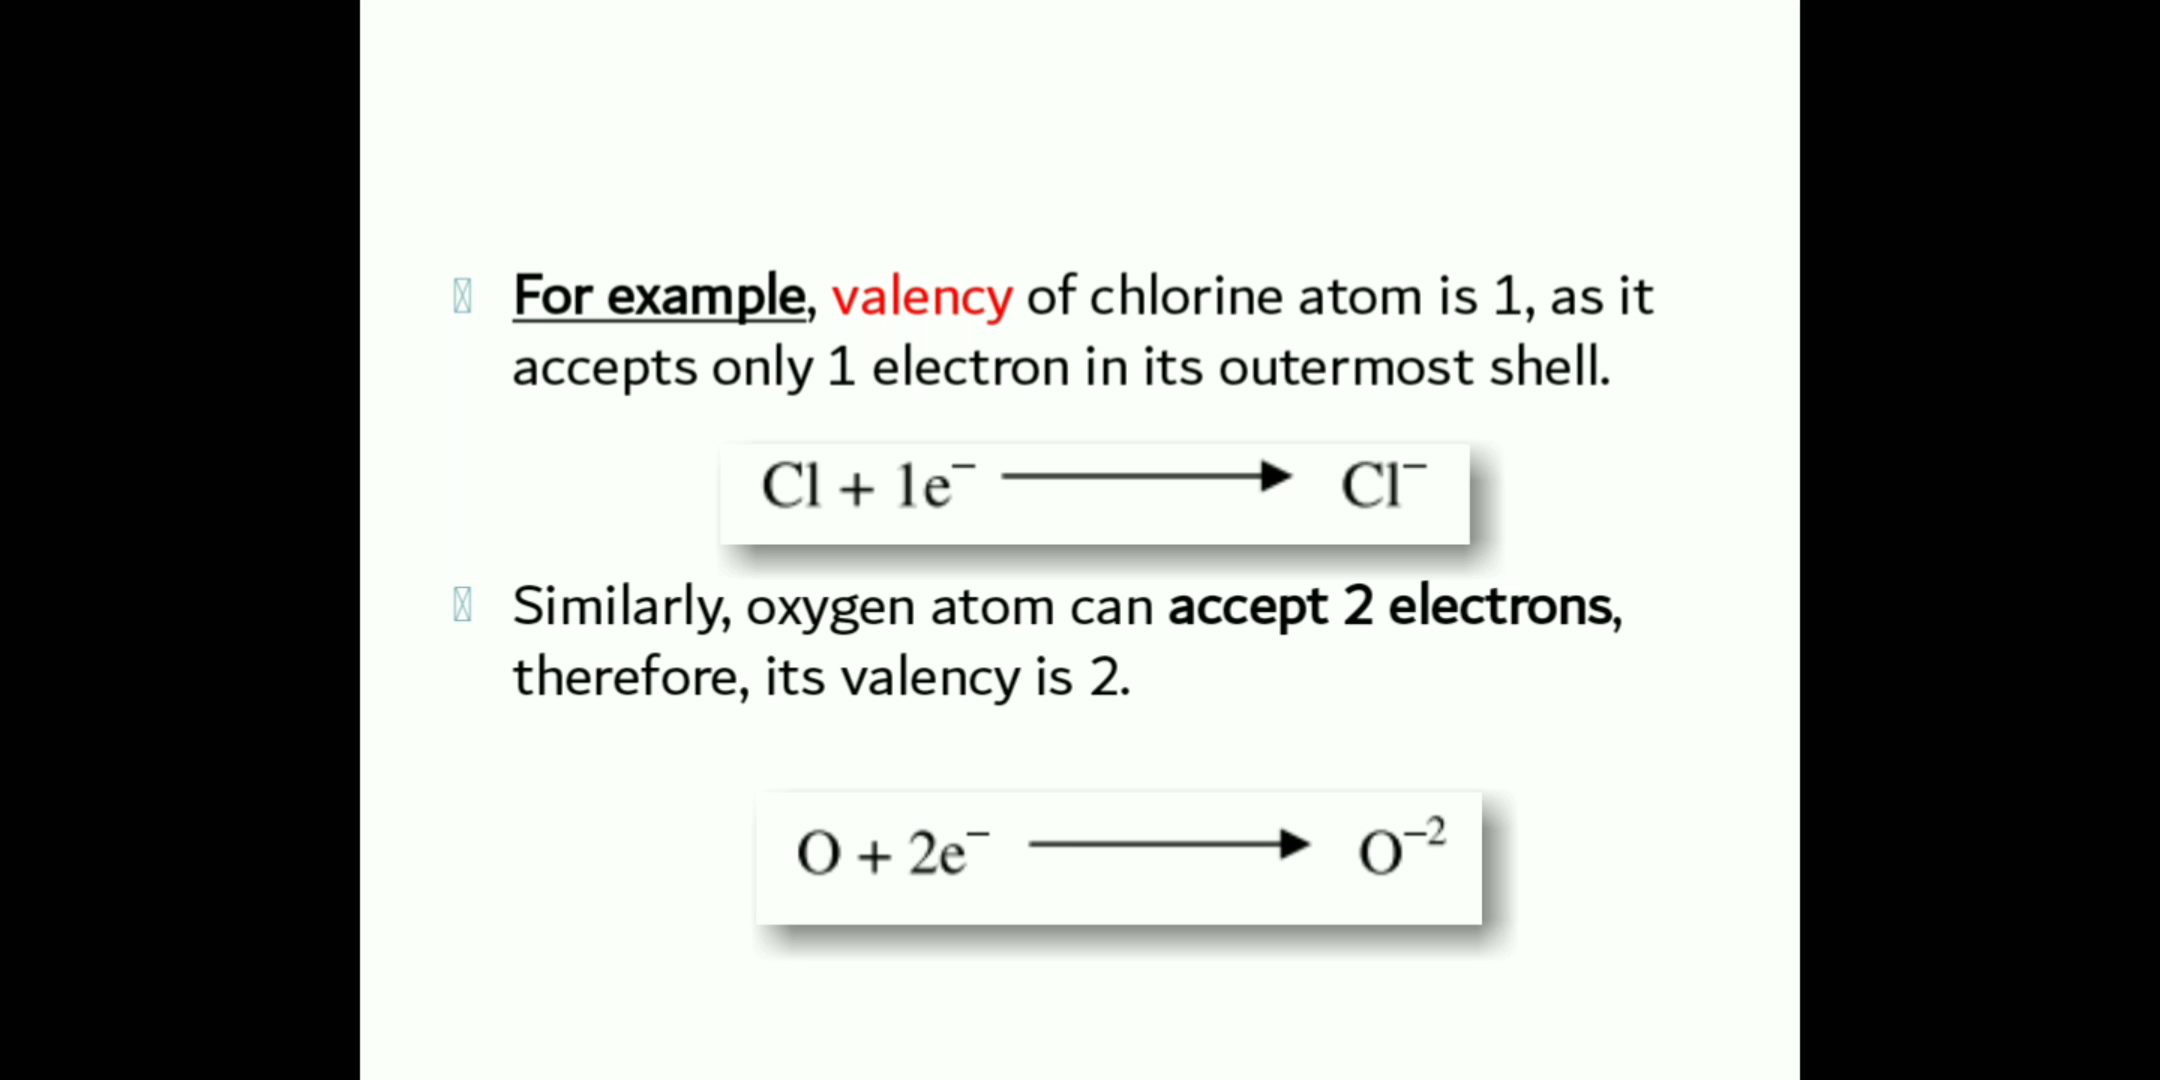 For example, valency of chlorine atom is 1, as it
accepts only 1 electron in its outermost shell.
Cl + 1e⁻ ⟶ Cl⁻
Similarly, oxygen atom can accept 2 electrons,
therefore, its valency is 2.
O + 2e⁻ ⟶ O⁻²